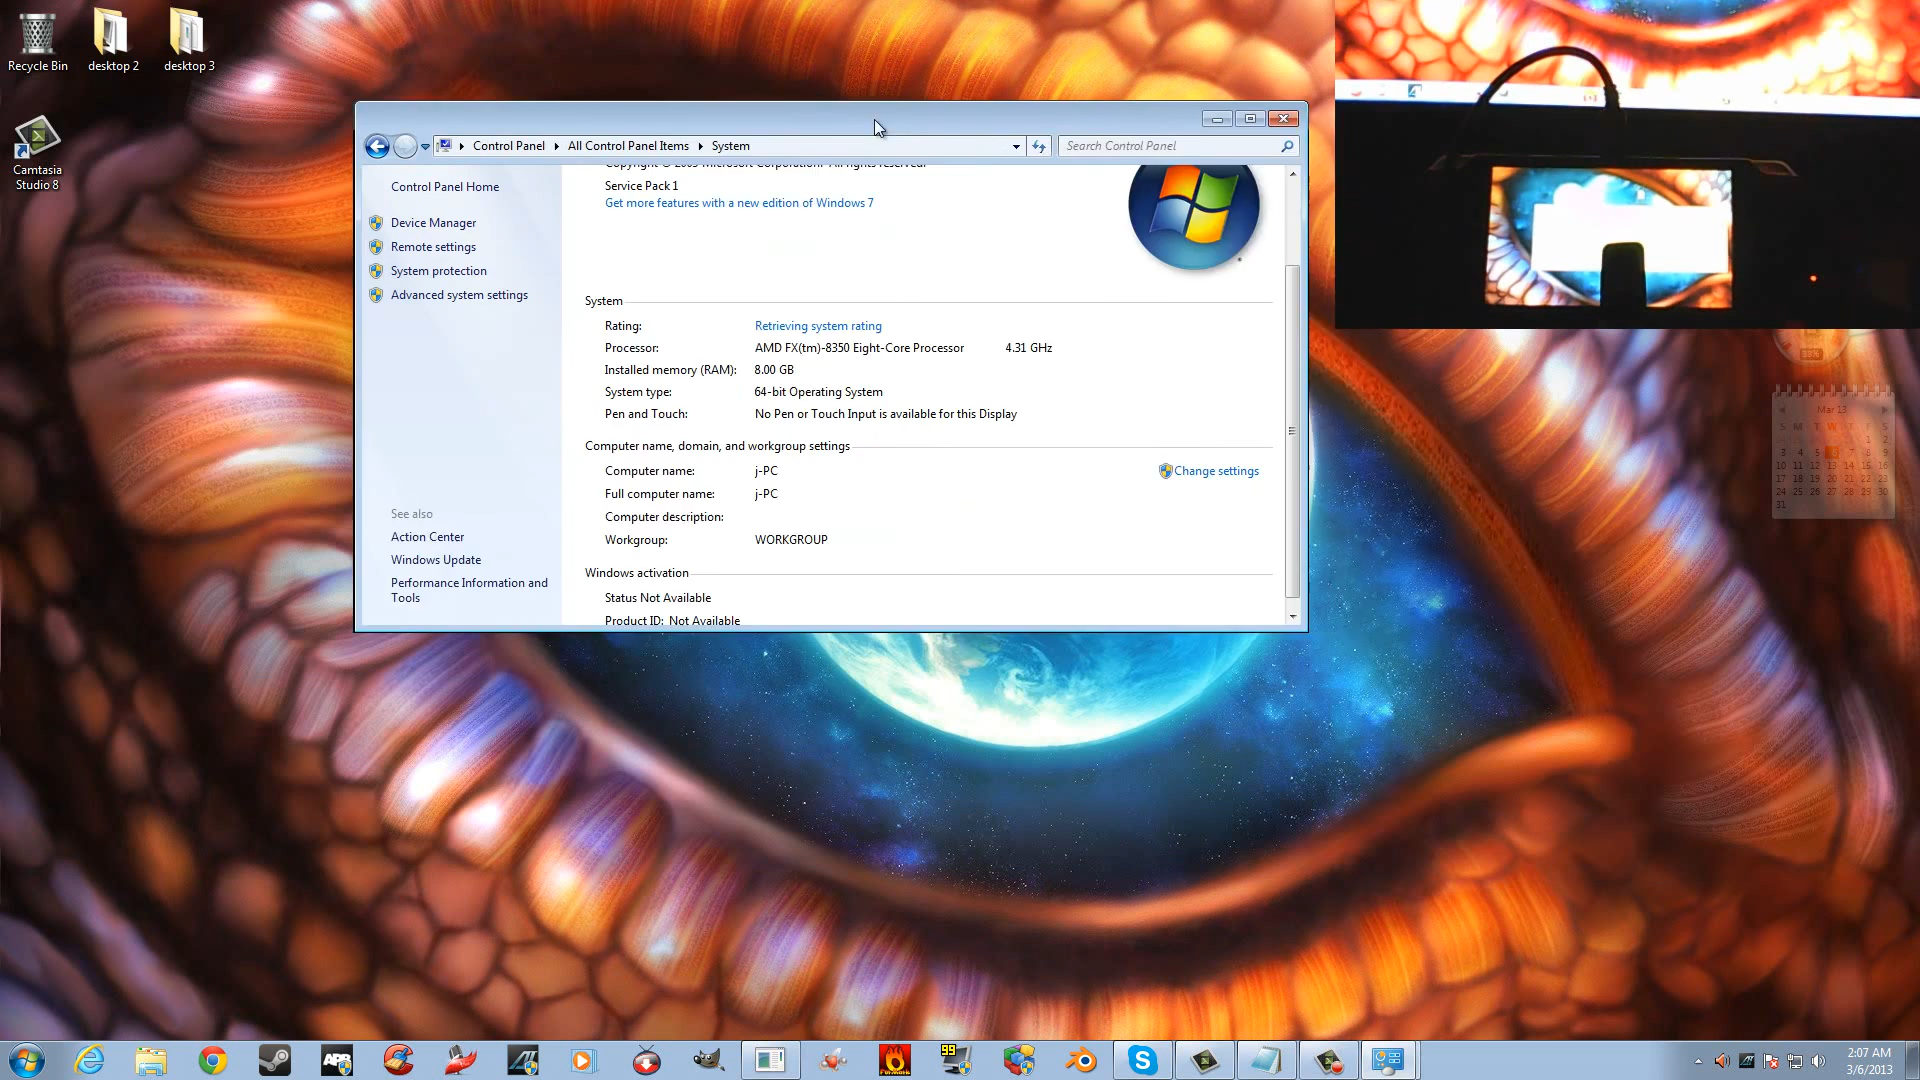 Recycle Bin
desktop 2
desktop 3
Camtasia
Studio 8
Control Panel
All Control Panel Items
System
Search Control Panel
Control Panel Home
Device Manager
Remote settings
System protection
Advanced system settings
See also
Action Center
Windows Update
Performance Information and
Tools
Service Pack 1
Get more features with a new edition of Windows 7
System
Rating: Retrieving system rating
Processor: AMD FX(tm)-8350 Eight-Core Processor 4.31 GHz
Installed memory (RAM): 8.00 GB
System type: 64-bit Operating System
Pen and Touch: No Pen or Touch Input is available for this Display
Computer name, domain, and workgroup settings
Computer name: j-PC
Change settings
Full computer name: j-PC
Computer description:
Workgroup: WORKGROUP
Windows activation
Status Not Available
Product ID: Not Available
Mar 13
S M T W T F S
1 2
3 4 5 6 7 8 9
10 11 12 13 14 15 16
17 18 19 20 21 22 23
24 25 26 27 28 29 30
31
APB
99
2:07 AM
3/6/2013